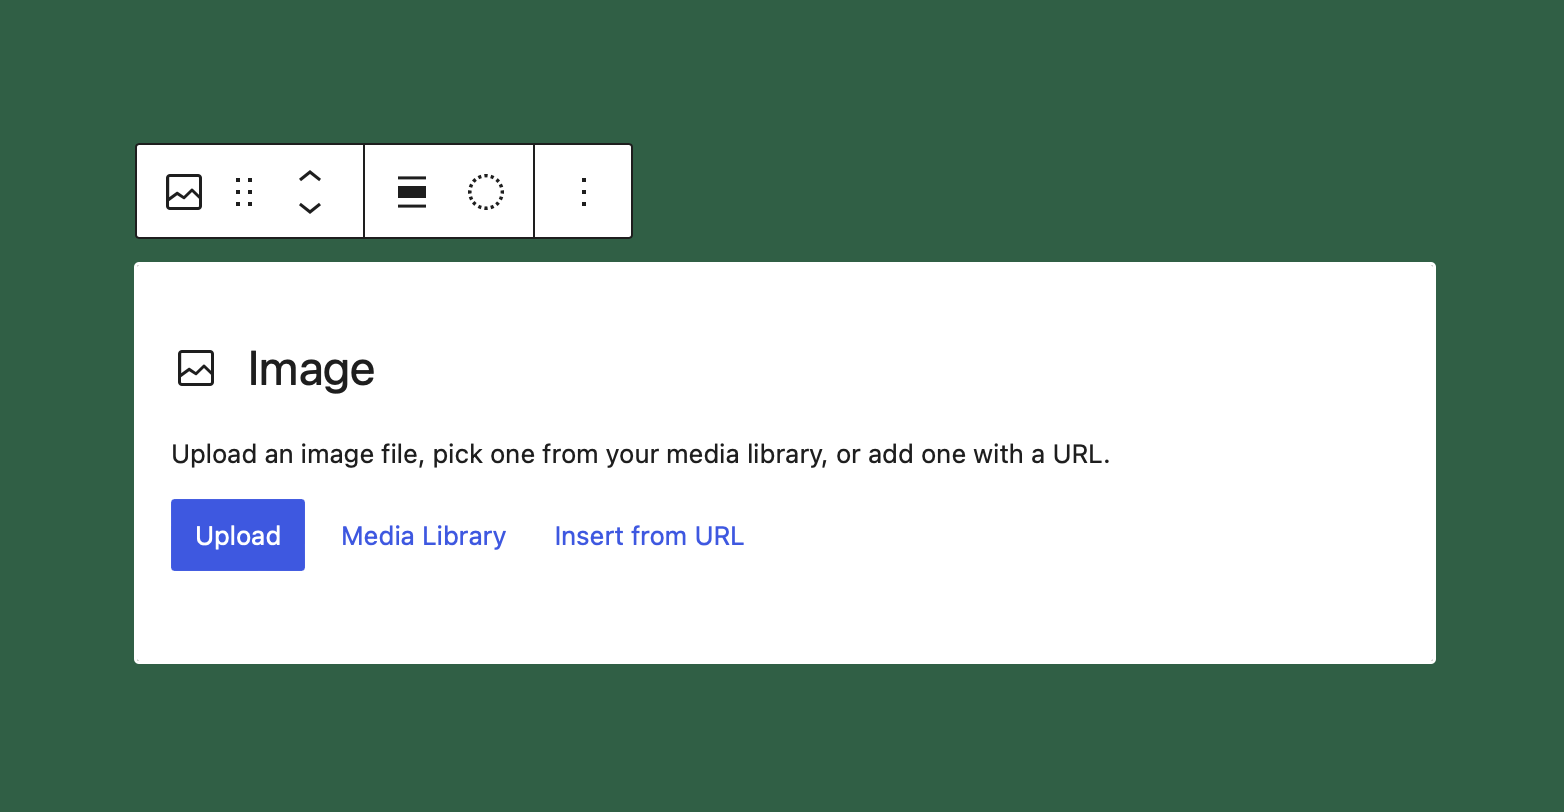 Image
Upload an image file, pick one from your media library, or add one with a URL.
Upload Media Library Insert from URL